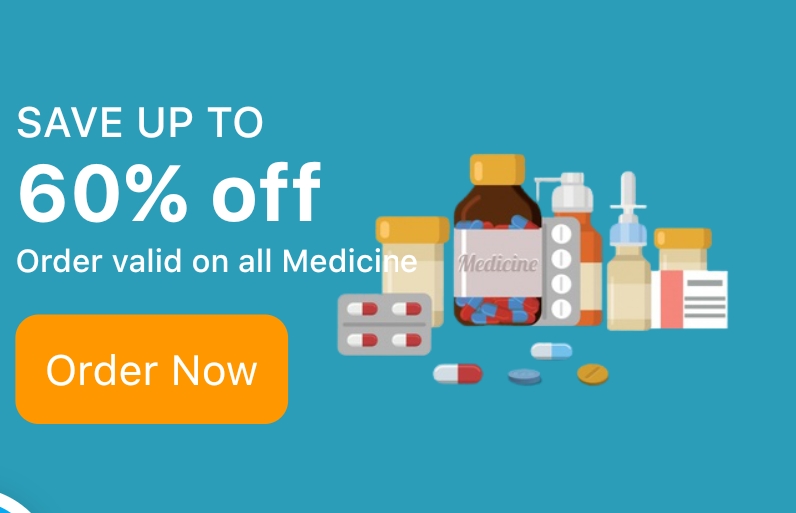 SAVE UP TO
60% off
Order valid on all Medicine
Medicine
Order Now